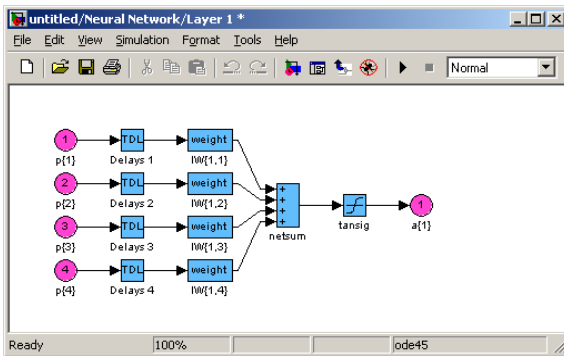 untitled/Neural Network/Layer 1 *
File Edit View Simulation Format Tools Help
Normal
1 TDL weight
p{1} Delays 1 IW{1,1}
2 TDL weight
p{2} Delays 2 IW{1,2}
3 TDL weight
p{3} Delays 3 IW{1,3}
4 TDL weight
p{4} Delays 4 IW{1,4}
+
+
+
+
netsum
tansig
1
a{1}
Ready 100% ode45